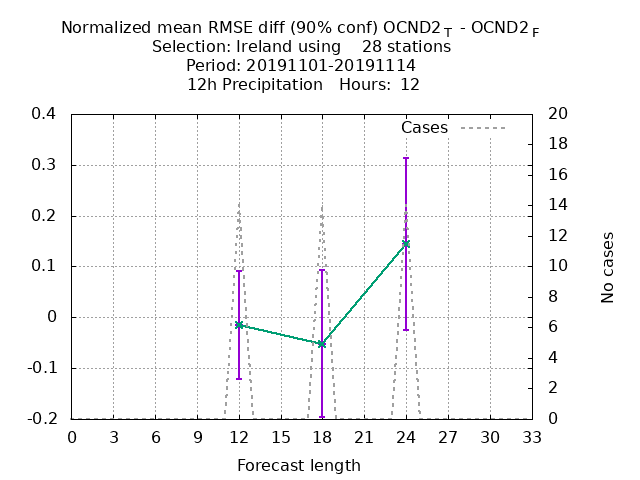 Normalized mean RMSE diff (90% conf) OCND2 T - OCND2 F
Selection: Ireland using 28 stations
Period: 20191101-20191114
12h Precipitation Hours: 12
Cases
0.4
0.3
0.2
0.1
0
-0.1
-0.2
20
18
16
14
12
10
8
6
4
2
0
No cases
0 3 6 9 12 15 18 21 24 27 30 33
Forecast length